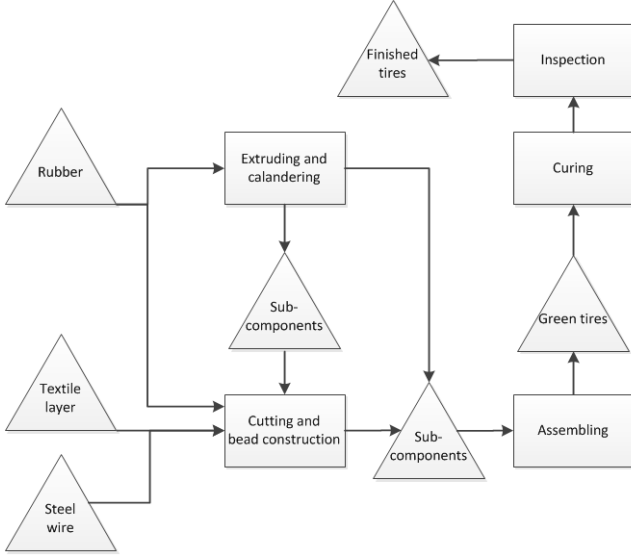 Finished
tires
Inspection
Rubber
Extruding and
calandering
Curing
Sub-
components
Green tires
Textile
layer
Cutting and
bead construction
Sub-
components
Assembling
Steel
wire